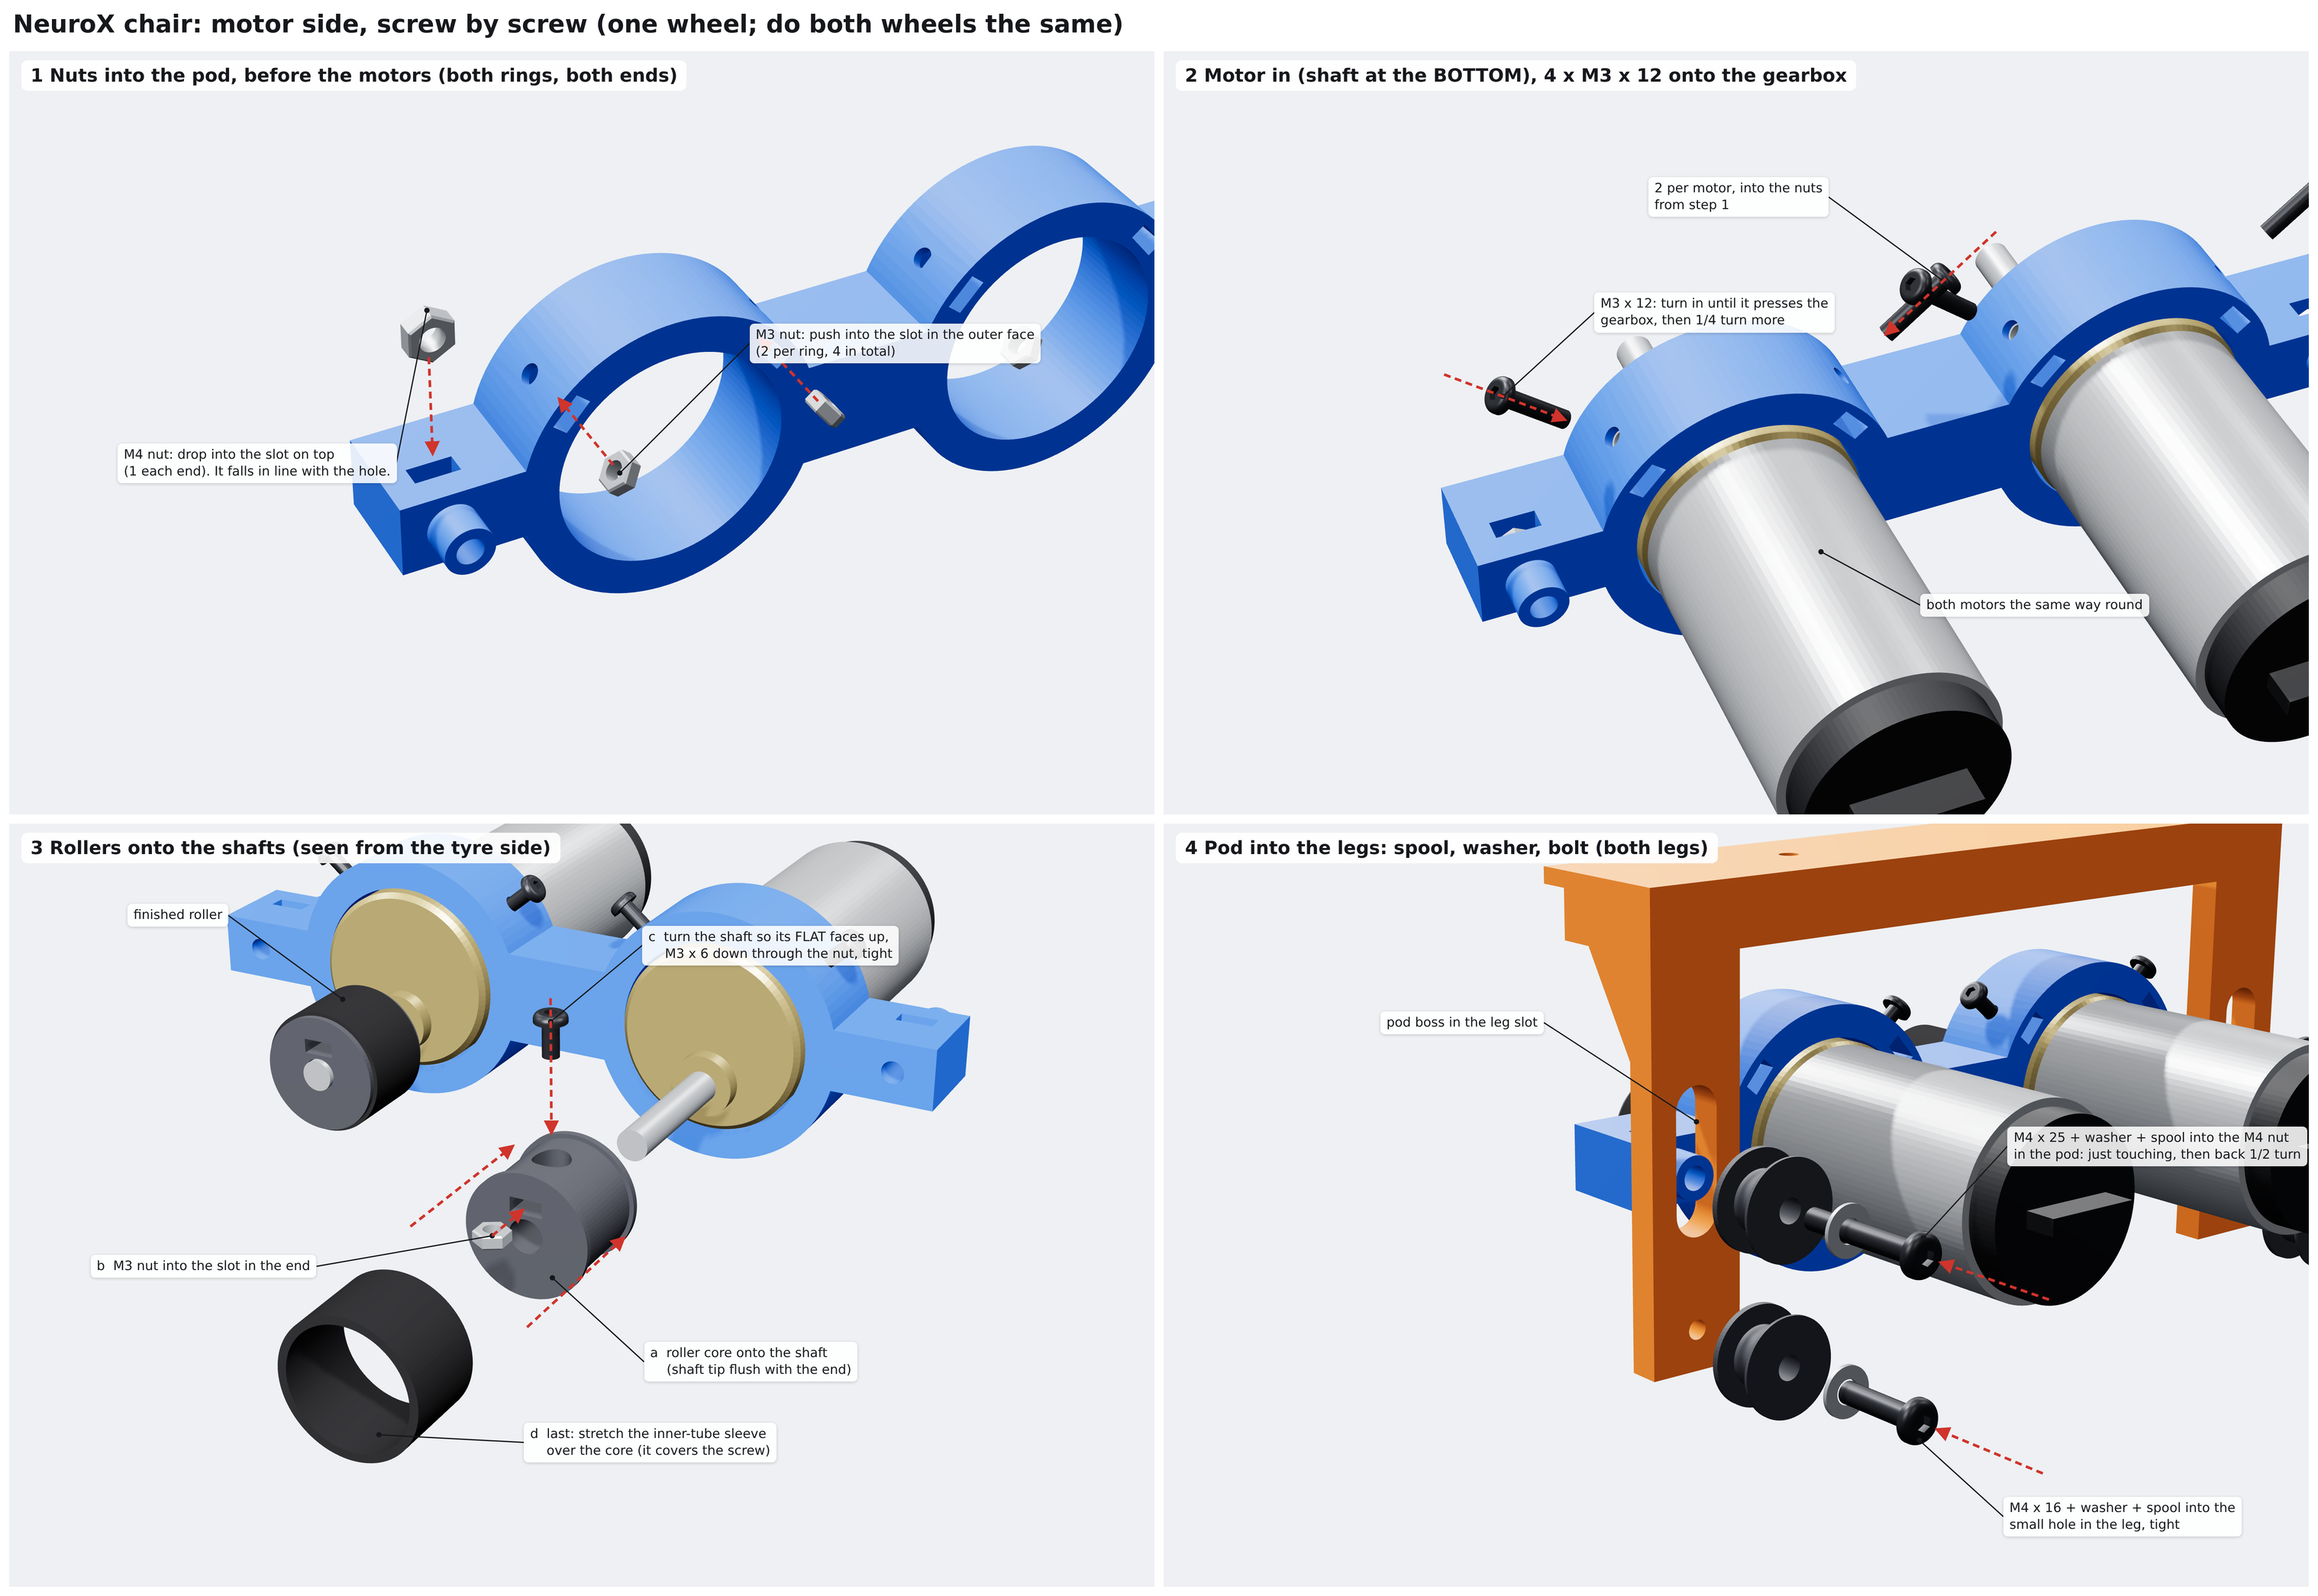 NeuroX chair: motor side, screw by screw (one wheel; do both wheels the same)
1 Nuts into the pod, before the motors (both rings, both ends)
M3 nut: push into the slot in the outer face
(2 per ring, 4 in total)
M4 nut: drop into the slot on top
(1 each end). It falls in line with the hole.
2 Motor in (shaft at the BOTTOM), 4 x M3 x 12 onto the gearbox
2 per motor, into the nuts
from step 1
M3 x 12: turn in until it presses the
gearbox, then 1/4 turn more
both motors the same way round
3 Rollers onto the shafts (seen from the tyre side)
finished roller
c turn the shaft so its FLAT faces up,
M3 x 6 down through the nut, tight
b M3 nut into the slot in the end
a roller core onto the shaft
(shaft tip flush with the end)
d last: stretch the inner-tube sleeve
over the core (it covers the screw)
4 Pod into the legs: spool, washer, bolt (both legs)
pod boss in the leg slot
M4 x 25 + washer + spool into the M4 nut
in the pod: just touching, then back 1/2 turn
M4 x 16 + washer + spool into the
small hole in the leg, tight